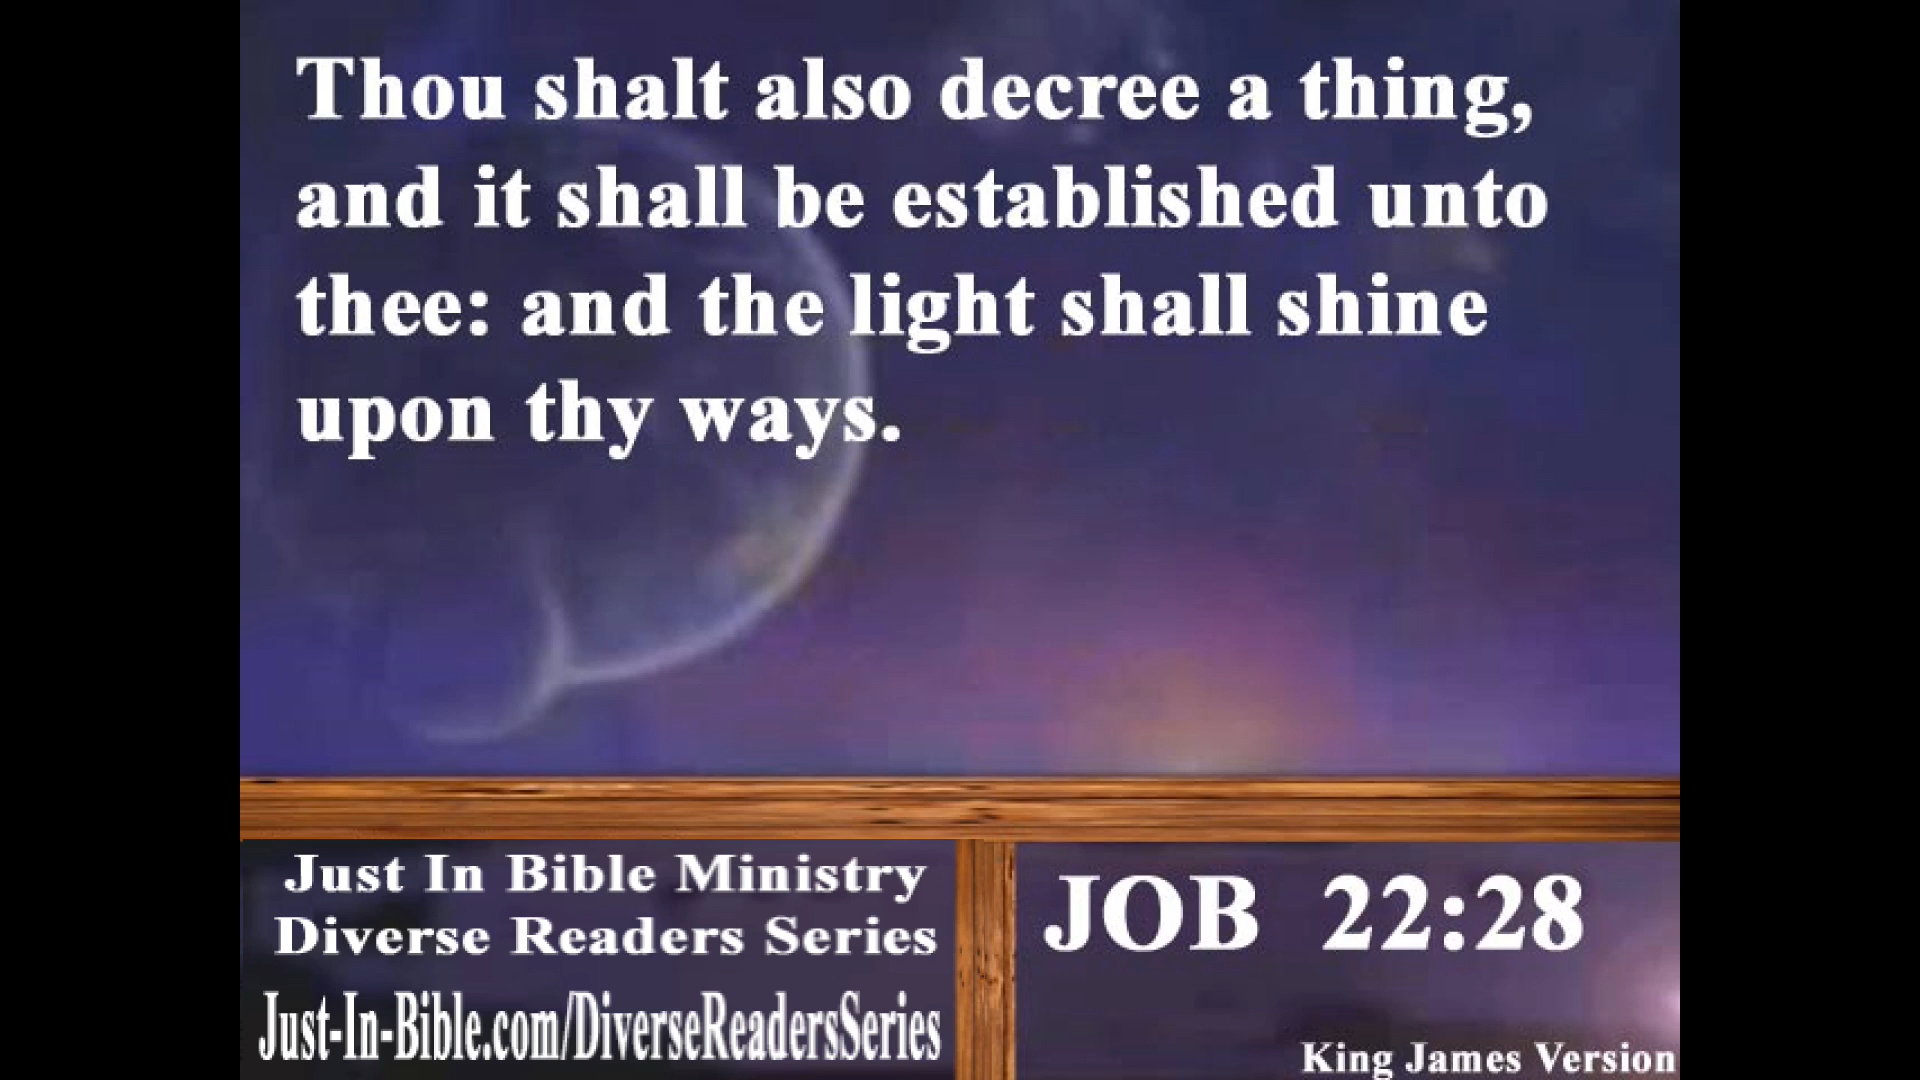 Thou shalt also decree a thing,
and it shall be established unto
thee: and the light shall shine
upon thy ways.
Just In Bible Ministry
Diverse Readers Series
Just-In-Bible.com/DiverseReadersSeries
JOB 22:28
King James Version